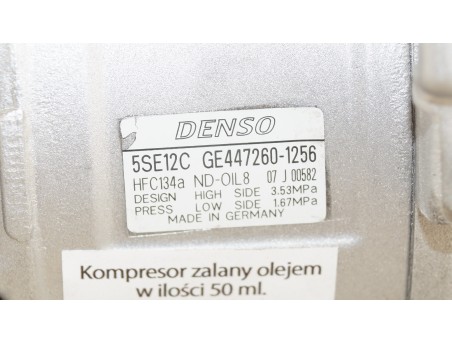 DENSO
5SE12C GE447260-1256
HFC134a ND-OIL8 07 J 00582
DESIGN HIGH SIDE 3.53MPa
PRESS LOW SIDE 1.67MPa
MADE IN GERMANY
Kompresor zalany olejem
w ilości 50 ml.